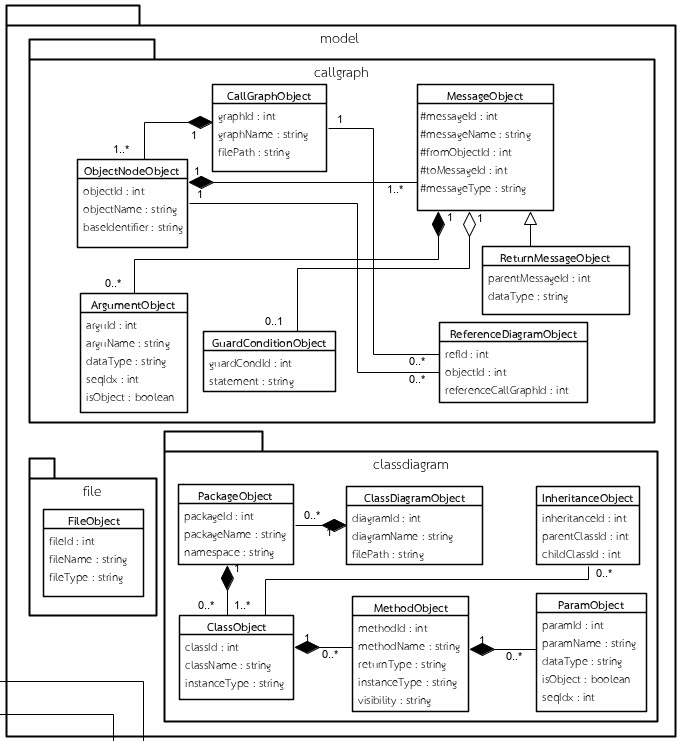 model
callgraph
CallGraphObject
graphId : int
graphName : string
filePath : string
MessageObject
#messageId : int
#messageName : string
#fromObjectId : int
#toMessageId : int
#messageType : string
1
1
1..*
ObjectNodeObject
objectId : int
objectName : string
baseIdentifier : string
1
1
1..*
1
1
ReturnMessageObject
parentMessageId : int
dataType : string
0..*
ArgumentObject
arguId : int
arguName : string
dataType : string
seqIdx : int
isObject : boolean
0..1
GuardConditionObject
guardCondId : int
statement : string
ReferenceDiagramObject
refId : int
objectId : int
referenceCallGraphId : int
0..*
0..*
file
FileObject
fileId : int
fileName : string
fileType : string
classdiagram
PackageObject
packageId : int
packageName : string
namespace : string
0..*
1
ClassDiagramObject
diagramId : int
diagramName : string
filePath : string
InheritanceObject
inheritanceId : int
parentClassId : int
childClassId : int
1
0..*
0..*
1..*
ClassObject
classId : int
className : string
instanceType : string
1
0..*
MethodObject
methodId : int
methodName : string
returnType : string
instanceType : string
visibility : string
1
0..*
ParamObject
paramId : int
paramName : string
dataType : string
isObject : boolean
seqIdx : int